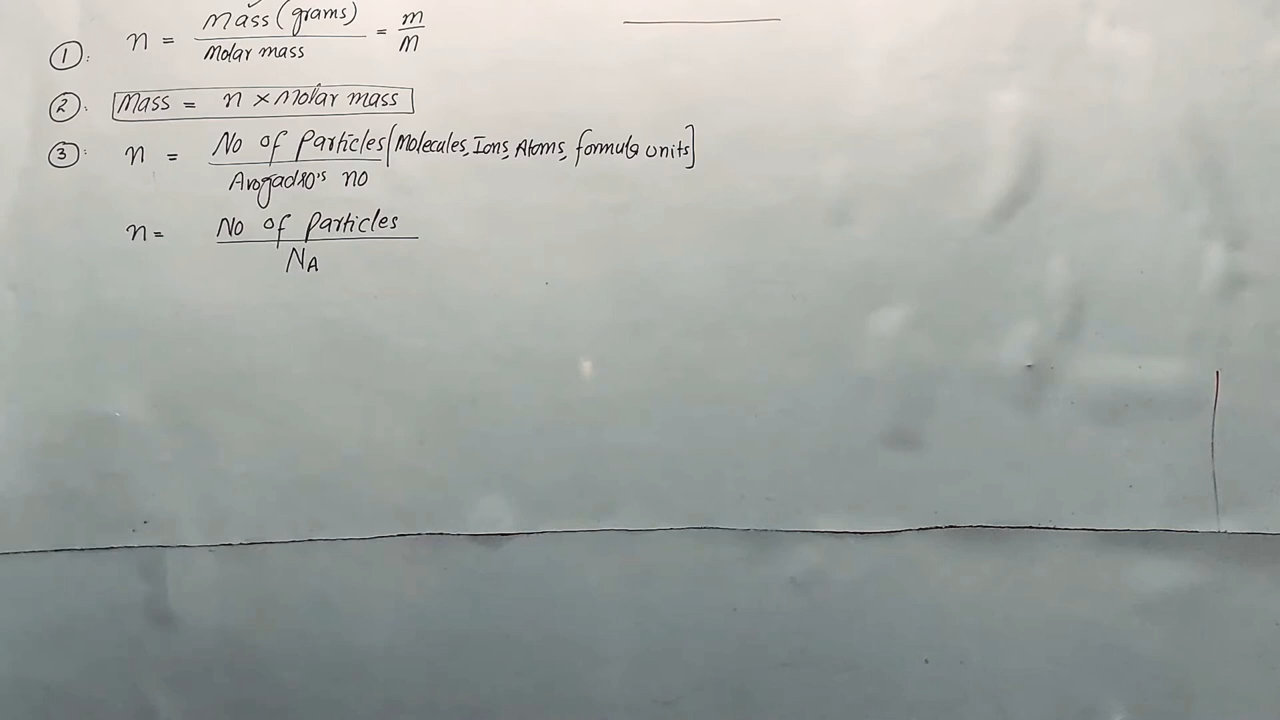 ①: n = Mass (grams) / Molar mass = m / M
②: Mass = n × Molar mass
③: n = No of Particles [Molecules, Ions, Atoms, formula units] / Avogadro's no
n = No of Particles / NA